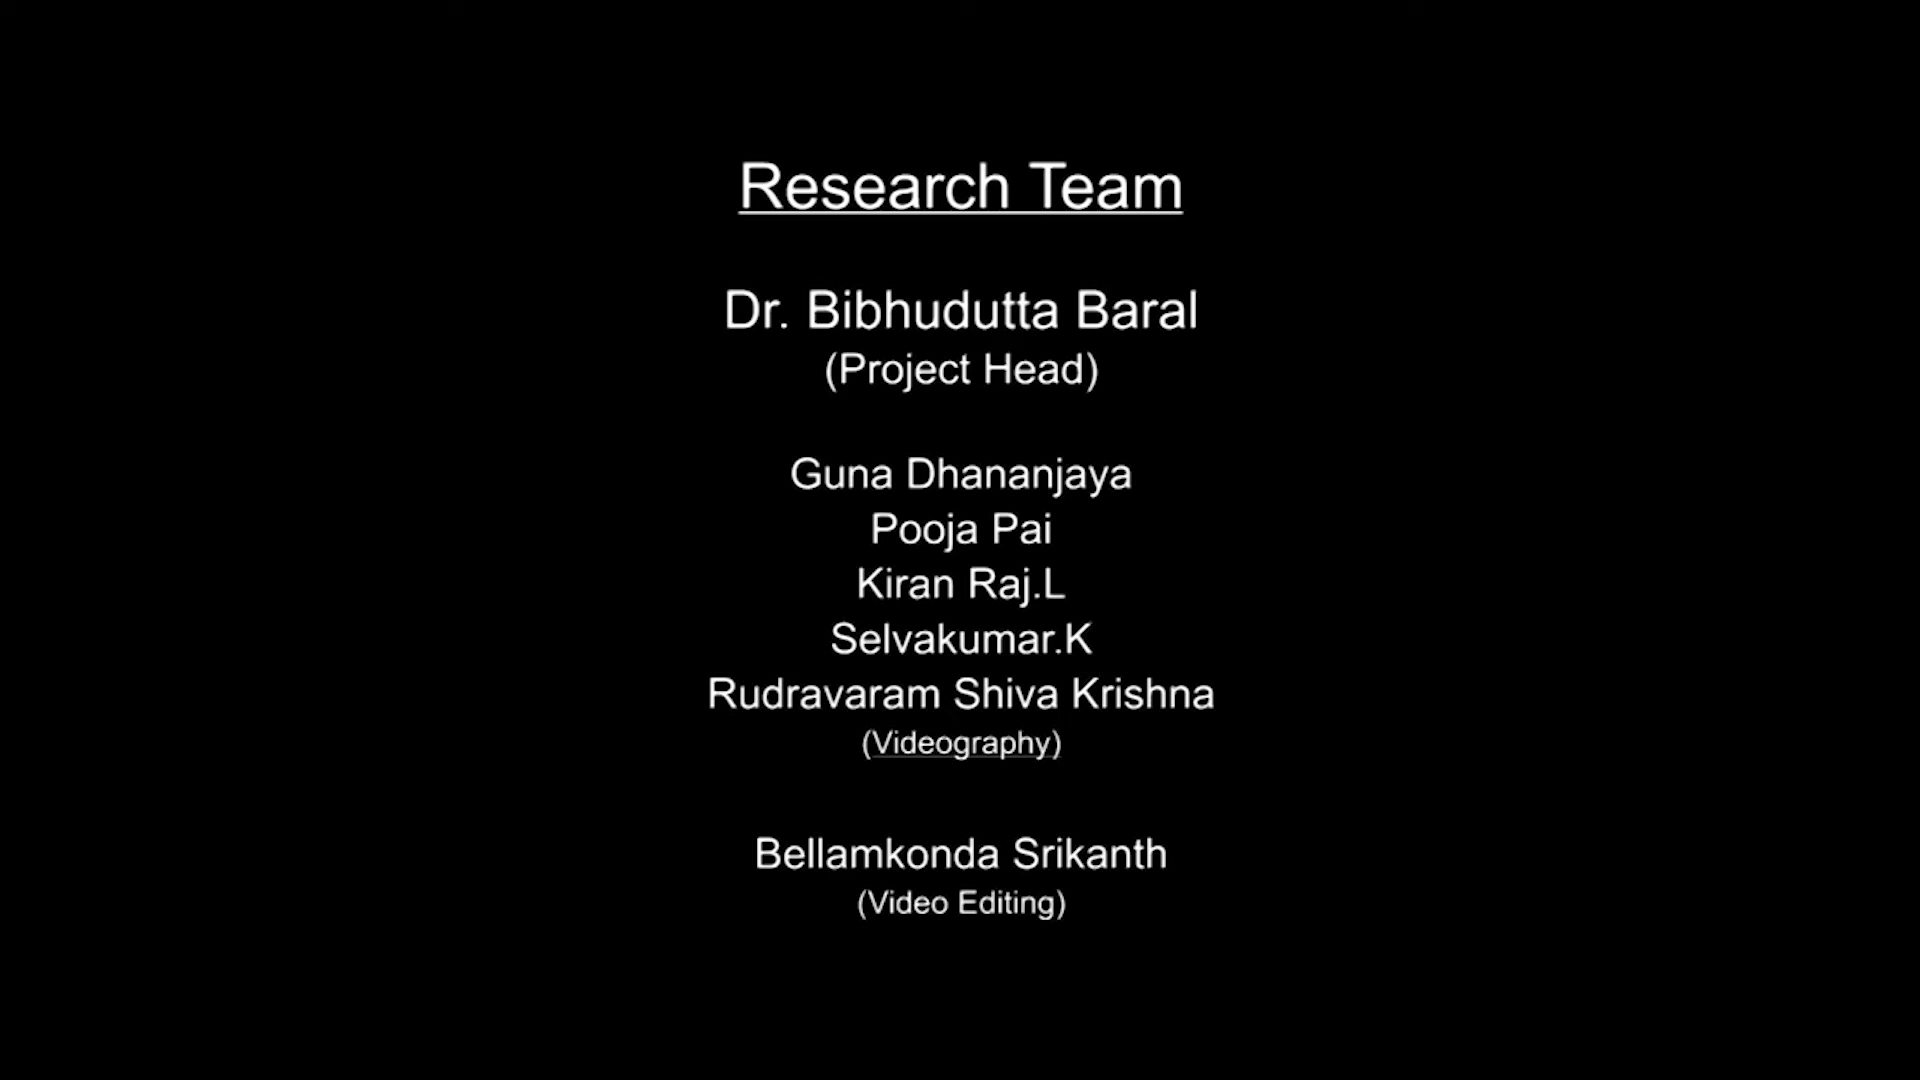 Research Team
Dr. Bibhudutta Baral
(Project Head)
Guna Dhananjaya
Pooja Pai
Kiran Raj.L
Selvakumar.K
Rudravaram Shiva Krishna
(Videography)
Bellamkonda Srikanth
(Video Editing)